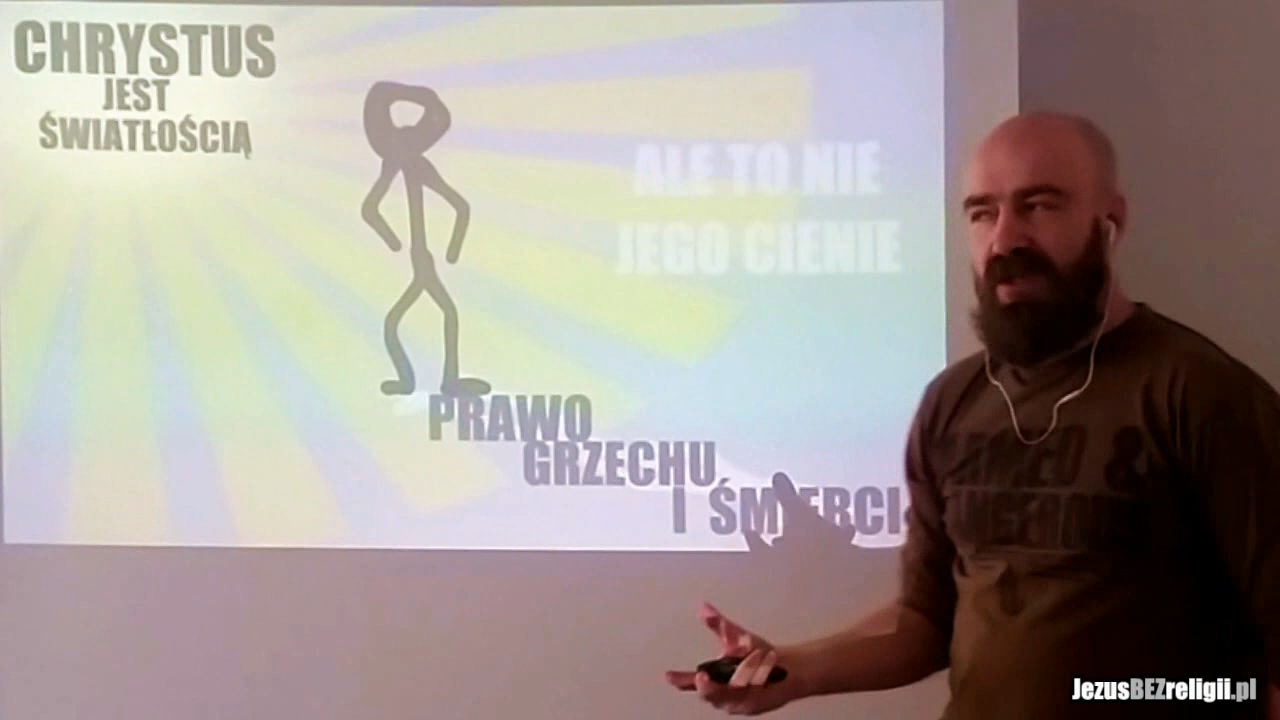 CHRYSTUS
JEST
ŚWIATŁOŚCIĄ
ALE TO NIE
JEGO CIENIE
PRAWO
GRZECHU
I ŚMIERCI
JezusBEZreligii.pl